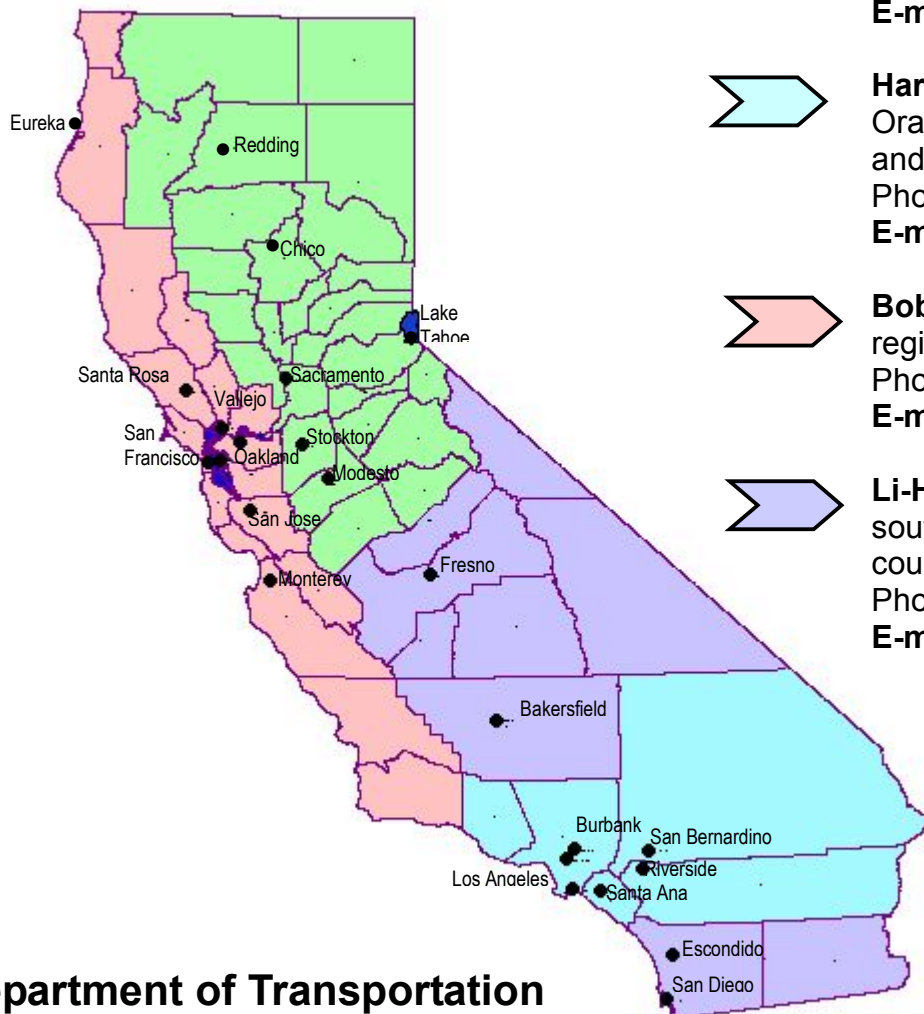 E-m
Har
Ora
and
Pho
E-m
Bob
regi
Pho
E-m
Li-H
sou
cou
Pho
E-m
Eureka
Redding
Chico
Lake
Tahoe
Santa Rosa
Sacramento
Vallejo
San
Francisco
Oakland
Stockton
Modesto
San Jose
Monterey
Fresno
Bakersfield
Burbank
San Bernardino
Los Angeles
Riverside
Santa Ana
Escondido
San Diego
epartment of Transportation